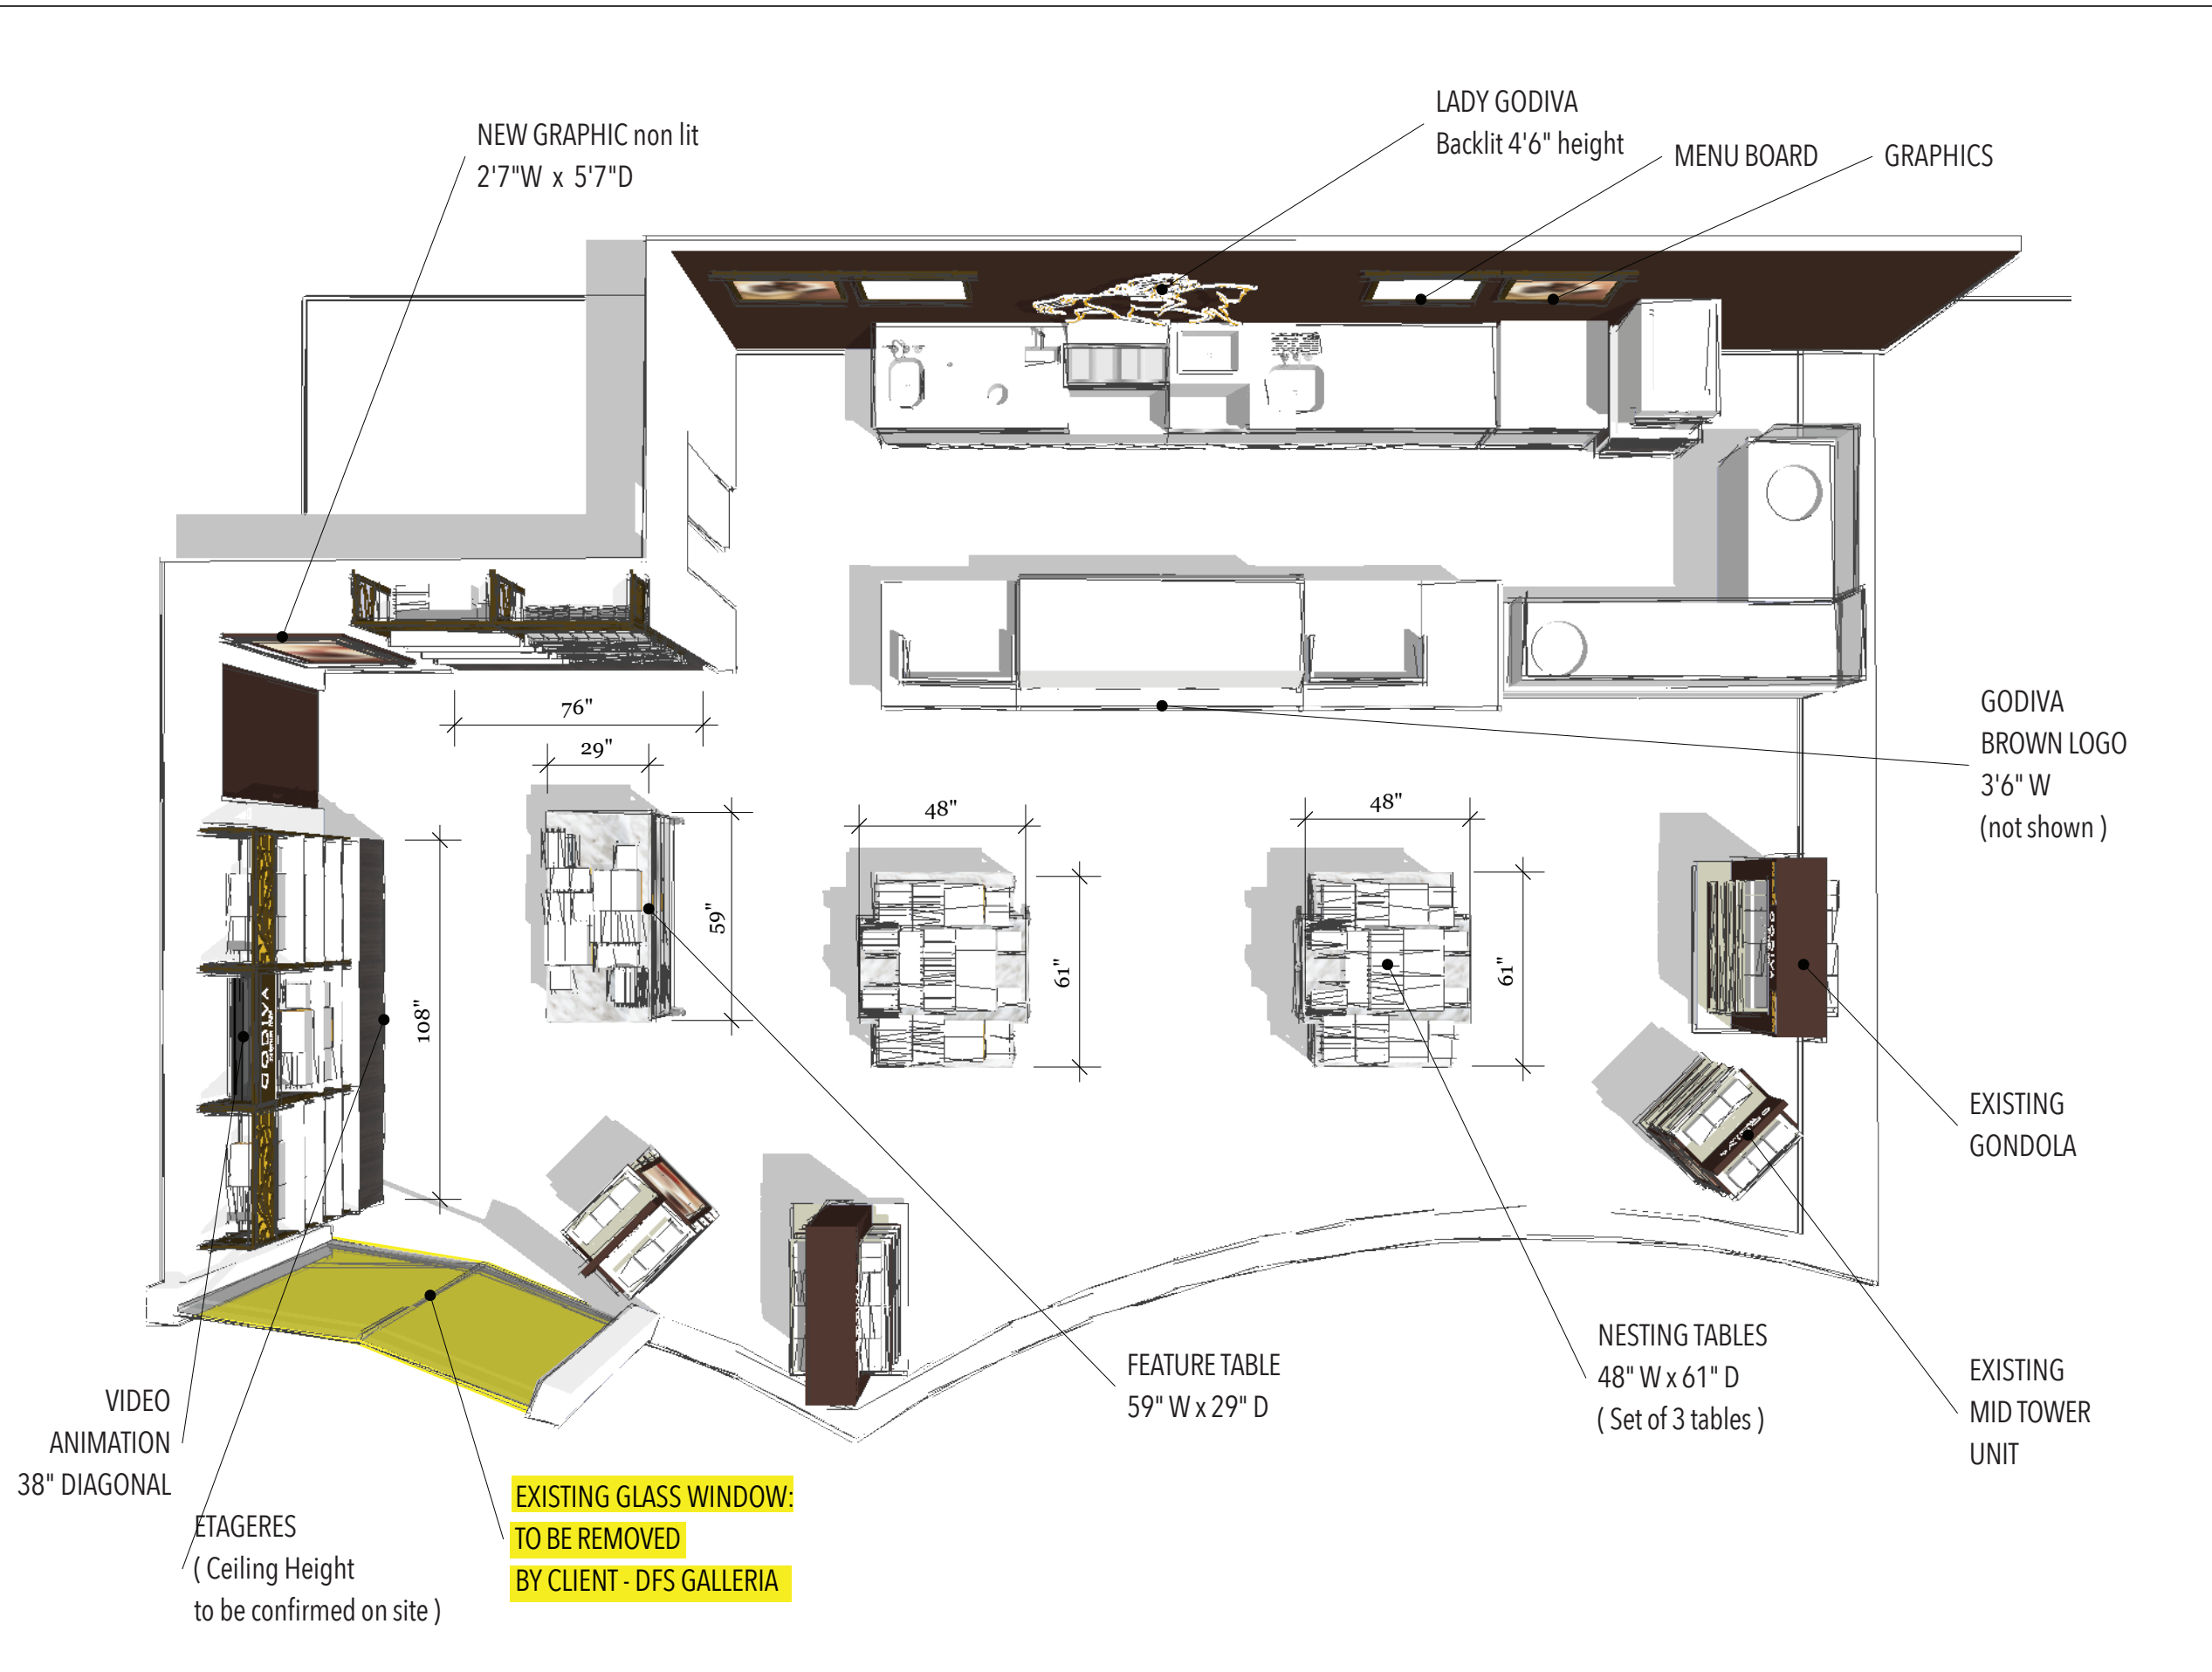 LADY GODIVA
Backlit 4'6" height
NEW GRAPHIC non lit
2'7"W x 5'7"D
MENU BOARD
GRAPHICS
76"
29"
48"
48"
59"
61"
61"
108"
GODIVA
GODIVA
BROWN LOGO
3'6" W
(not shown )
EXISTING
GONDOLA
NESTING TABLES
48" W x 61" D
( Set of 3 tables )
FEATURE TABLE
59" W x 29" D
EXISTING
MID TOWER
UNIT
VIDEO
ANIMATION
38" DIAGONAL
EXISTING GLASS WINDOW:
TO BE REMOVED
BY CLIENT - DFS GALLERIA
ETAGERES
( Ceiling Height
to be confirmed on site )